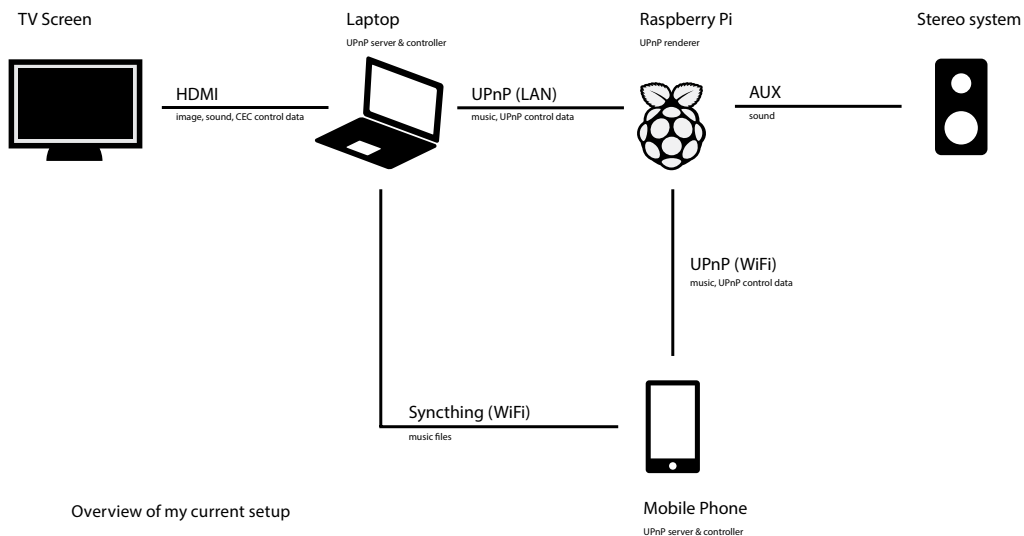 TV Screen
Laptop
UPnP server & controller
Raspberry Pi
UPnP renderer
Stereo system
HDMI
image, sound, CEC control data
UPnP (LAN)
music, UPnP control data
AUX
sound
UPnP (WiFi)
music, UPnP control data
Syncthing (WiFi)
music files
Mobile Phone
UPnP server & controller
Overview of my current setup